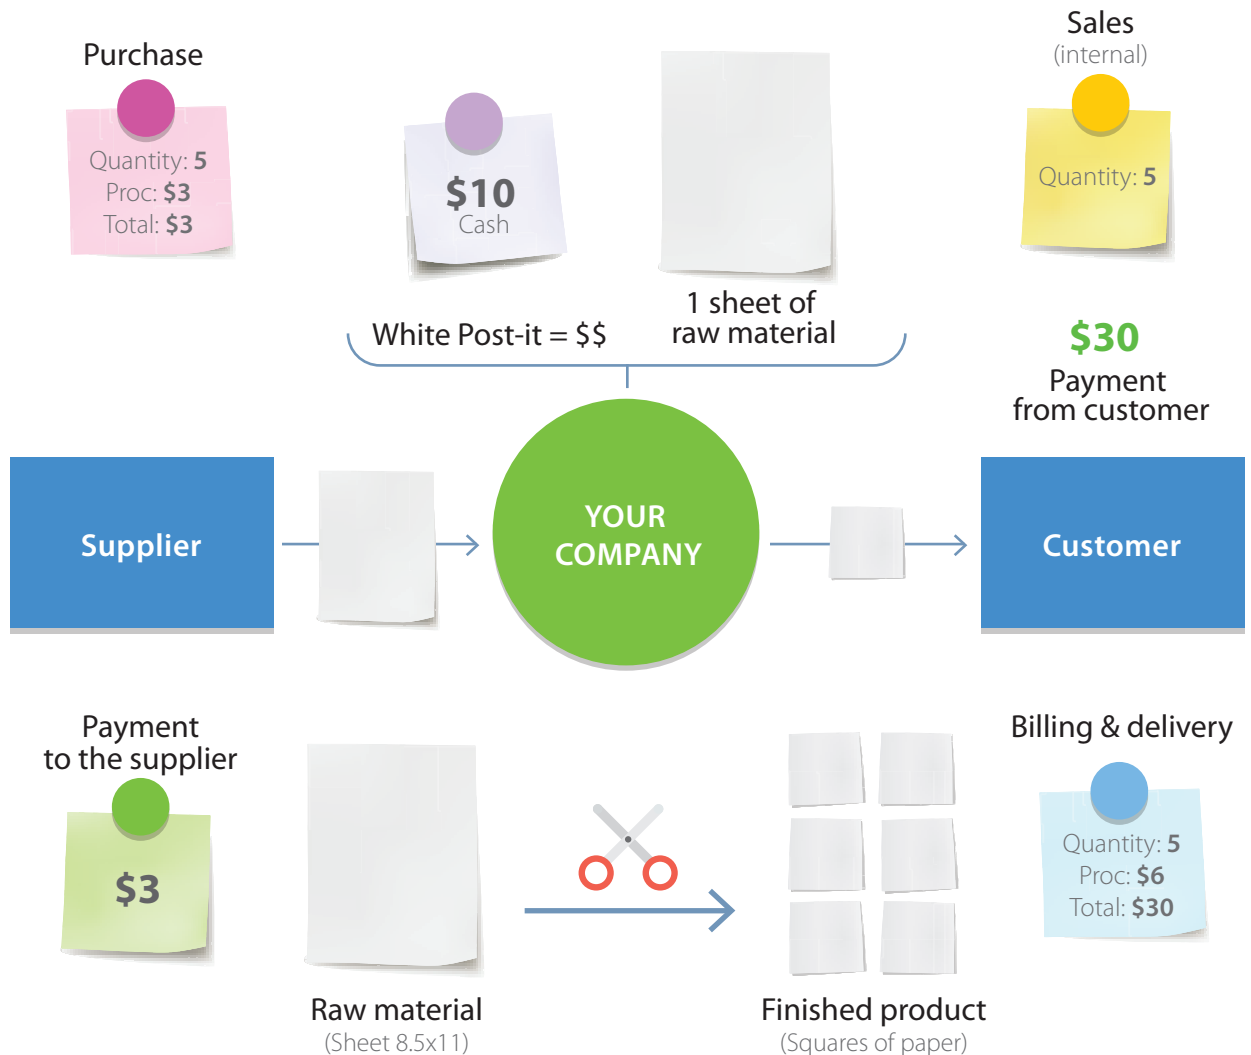 Purchase
Quantity: 5
Proc: $3
Total: $3
$10
Cash
White Post-it = $$
1 sheet of
raw material
Sales
(internal)
Quantity: 5
$30
Payment
from customer
Supplier
YOUR
COMPANY
Customer
Payment
to the supplier
$3
Raw material
(Sheet 8.5x11)
Finished product
(Squares of paper)
Billing & delivery
Quantity: 5
Proc: $6
Total: $30